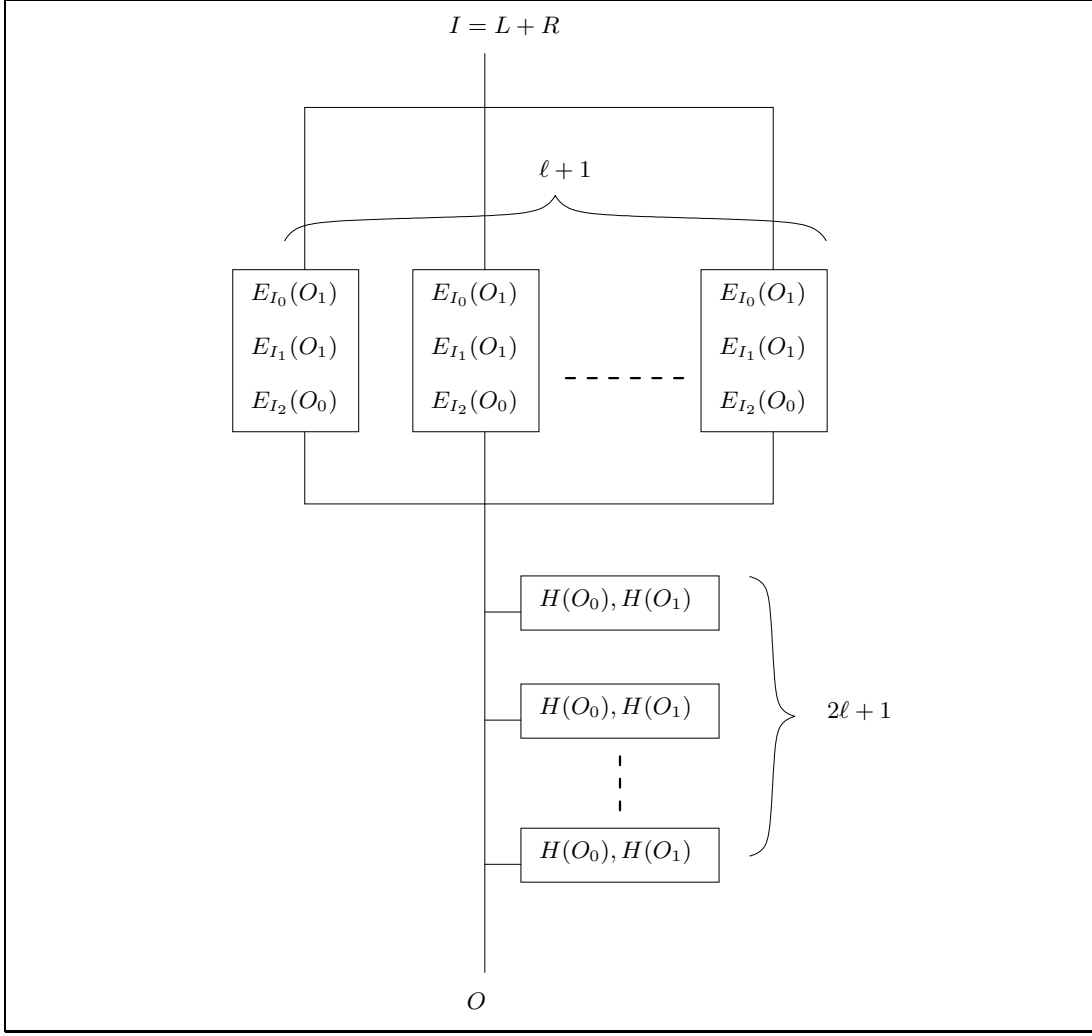 I = L + R
ℓ + 1
E_{I_0}(O_1) E_{I_0}(O_1) E_{I_0}(O_1)
E_{I_1}(O_1) E_{I_1}(O_1) E_{I_1}(O_1)
E_{I_2}(O_0) E_{I_2}(O_0) E_{I_2}(O_0)
H(O_0), H(O_1)
H(O_0), H(O_1)
2ℓ + 1
H(O_0), H(O_1)
O